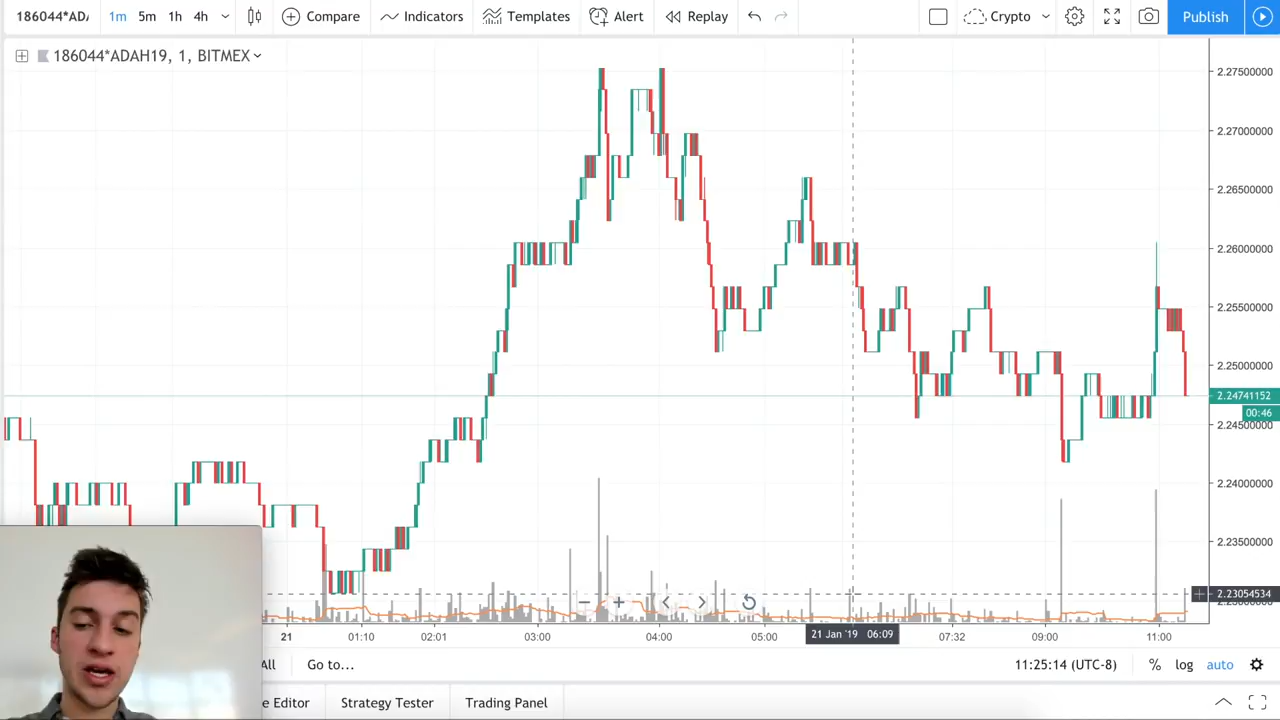 186044*ADA 1m 5m 1h 4h Compare Indicators Templates Alert Replay Crypto Publish
186044*ADAH19, 1, BITMEX
2.27500000
2.27000000
2.26500000
2.26000000
2.25500000
2.25000000
2.24741152
00:46
2.24500000
2.24000000
2.23500000
2.23054534
21 01:10 02:01 03:00 04:00 05:00 21 Jan '19 06:09 07:32 09:00 11:00
All Go to... 11:25:14 (UTC-8) % log auto
e Editor Strategy Tester Trading Panel